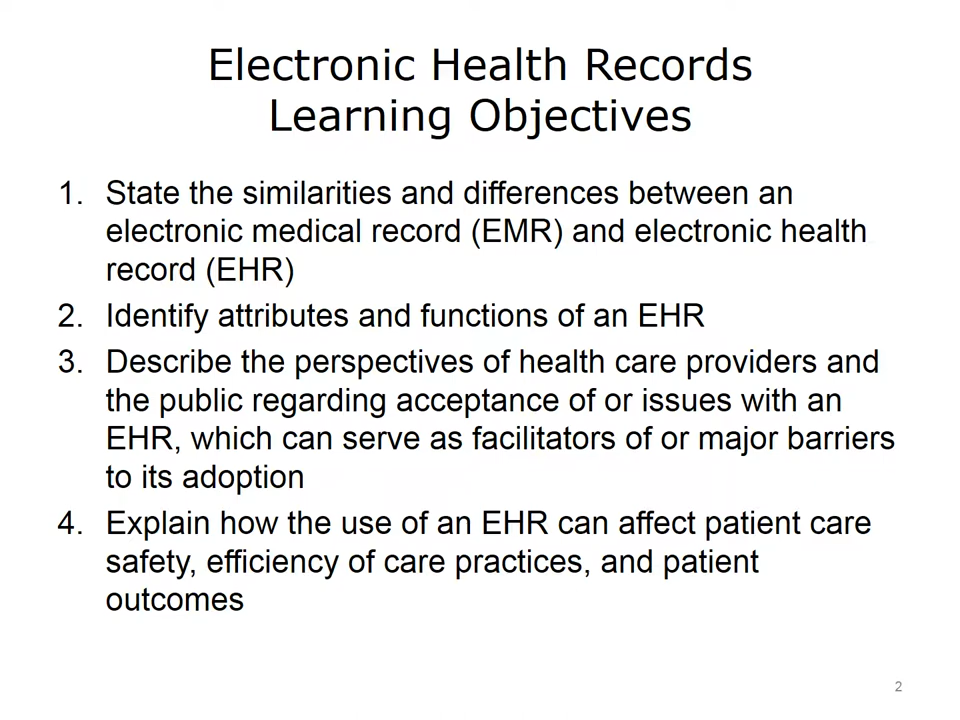 Electronic Health Records
Learning Objectives
1. State the similarities and differences between an
electronic medical record (EMR) and electronic health
record (EHR)
2. Identify attributes and functions of an EHR
3. Describe the perspectives of health care providers and
the public regarding acceptance of or issues with an
EHR, which can serve as facilitators of or major barriers
to its adoption
4. Explain how the use of an EHR can affect patient care
safety, efficiency of care practices, and patient
outcomes
2